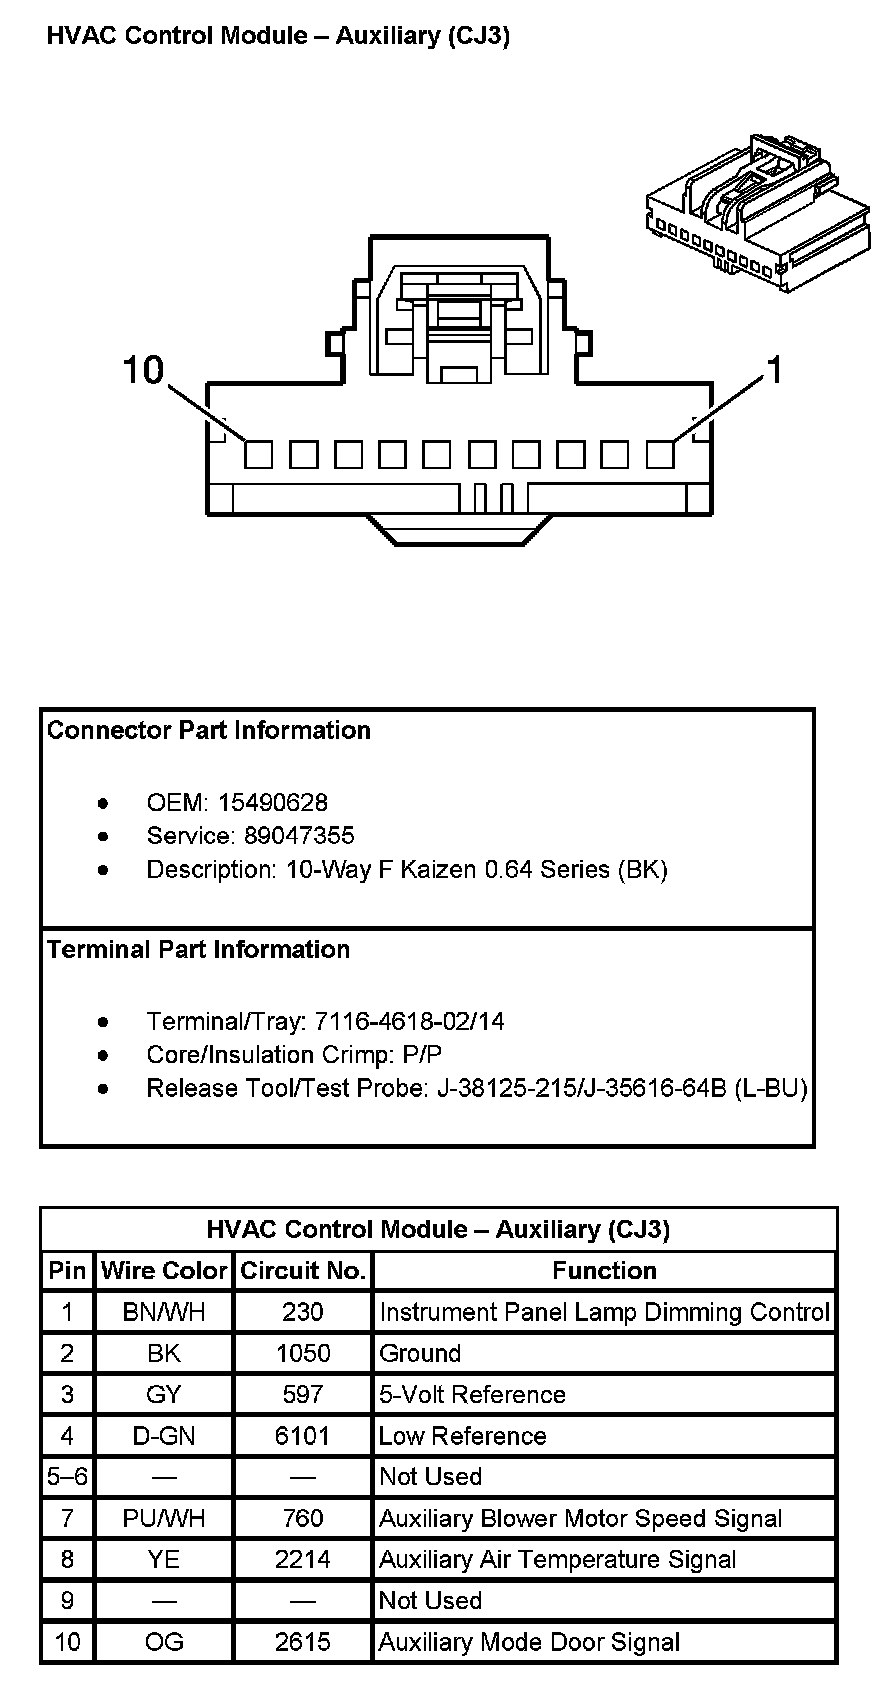 HVAC Control Module – Auxiliary (CJ3)
10
1
Connector Part Information
• OEM: 15490628
• Service: 89047355
• Description: 10-Way F Kaizen 0.64 Series (BK)
Terminal Part Information
• Terminal/Tray: 7116-4618-02/14
• Core/Insulation Crimp: P/P
• Release Tool/Test Probe: J-38125-215/J-35616-64B (L-BU)
HVAC Control Module – Auxiliary (CJ3)
Pin Wire Color Circuit No. Function
1 BN/WH 230 Instrument Panel Lamp Dimming Control
2 BK 1050 Ground
3 GY 597 5-Volt Reference
4 D-GN 6101 Low Reference
5–6 — — Not Used
7 PU/WH 760 Auxiliary Blower Motor Speed Signal
8 YE 2214 Auxiliary Air Temperature Signal
9 — — Not Used
10 OG 2615 Auxiliary Mode Door Signal